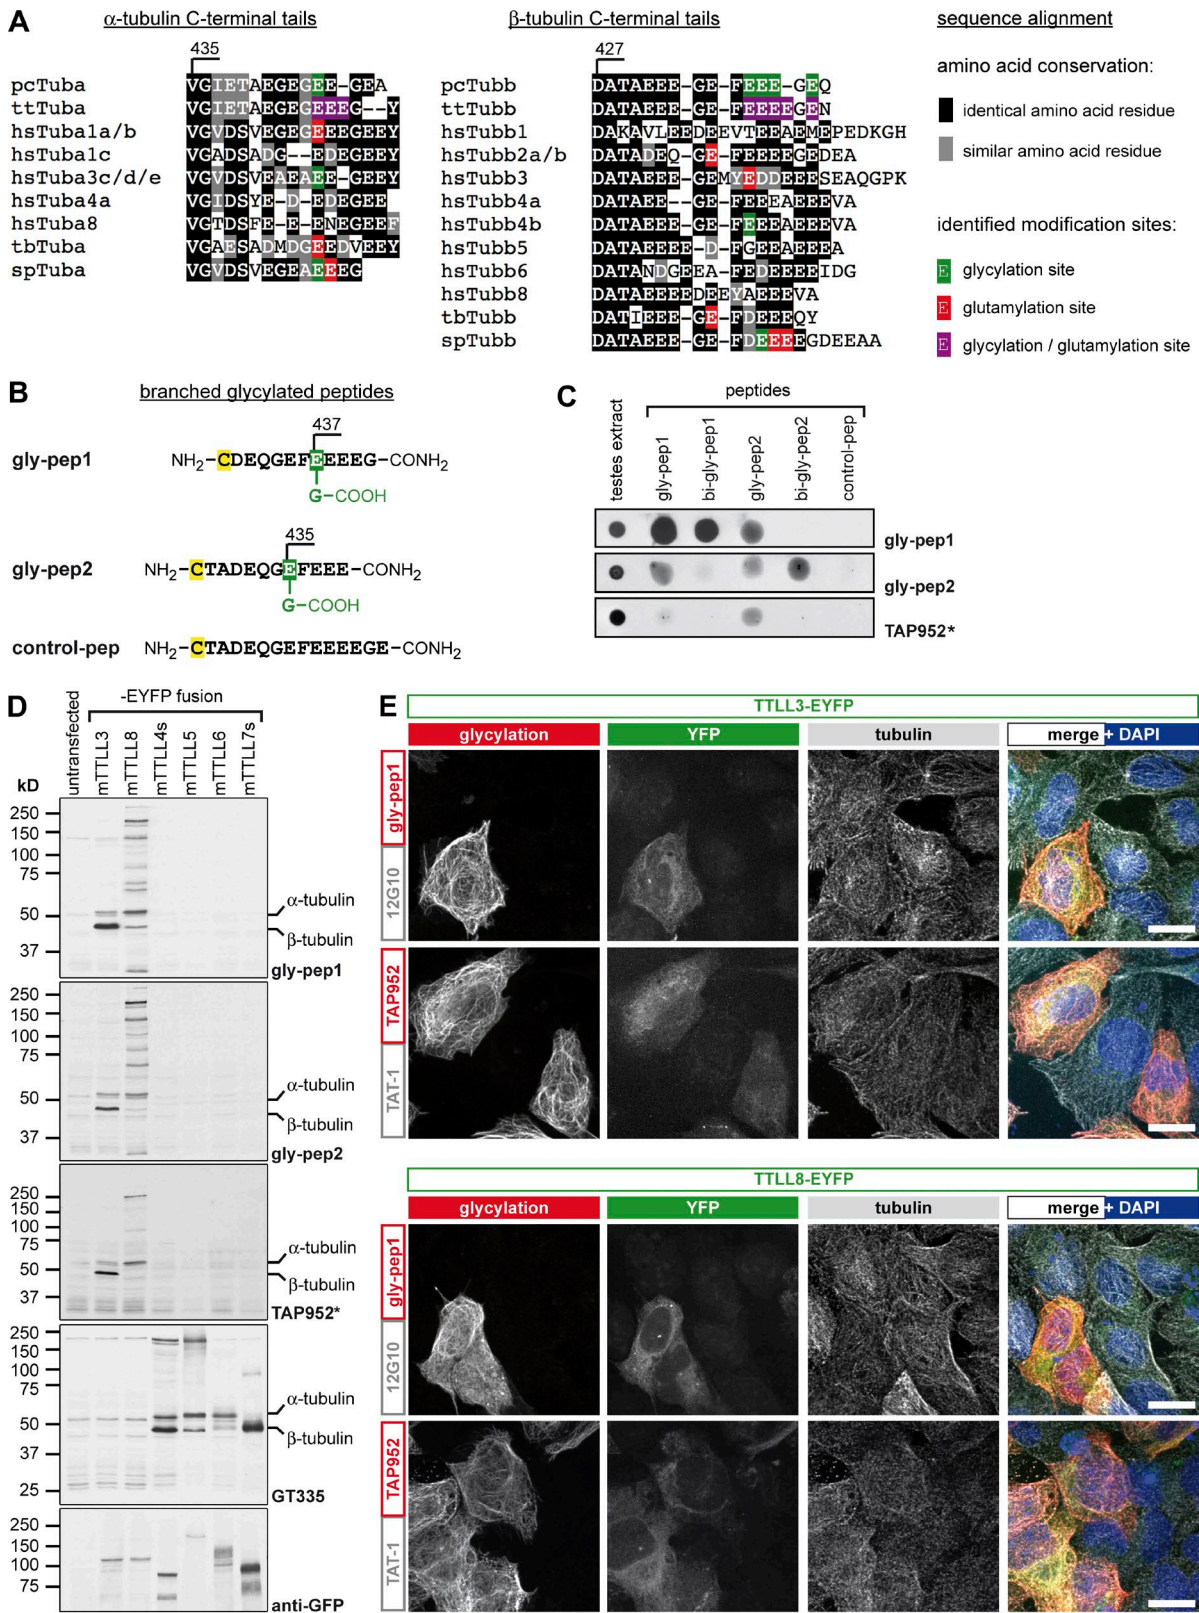 A
α-tubulin C-terminal tails
435
pcTuba VGIETAEGEGEE-GEA
ttTuba VGIETAEGEGEEEG--Y
hsTuba1a/b VGVDSVEGEGEEEGEEY
hsTuba1c VGADSADG--EDEGEEY
hsTuba3c/d/e VGVDSVEAEAEE-GEEY
hsTuba4a VGIDSYE-D-EDEGEE
hsTuba8 VGTDSFE-E-ENEGEEF
tbTuba VGAESADMDGEEDVEEY
spTuba VGVDSVEGEAEEEG
β-tubulin C-terminal tails
427
pcTubb DATAEEE-GE-FEEE-GEQ
ttTubb DATAEEE-GE-FEEEEGEN
hsTubb1 DAKAVLEEDEEVTEEAEMEPEDKGH
hsTubb2a/b DATADEQ-GE-FEEEEGEDEA
hsTubb3 DATAEEE-GEMYEDDEEESEAQGPK
hsTubb4a DATAEE--GE-FEEEAEEEVA
hsTubb4b DATAEEE-GE-FEEEAEEEVA
hsTubb5 DATAEEEE-D-FGEEAEEEA
hsTubb6 DATANDGEEA-FEDEEEEIDG
hsTubb8 DATAEEEEDEEYAEEEVA
tbTubb DATIEEE-GE-FDEEEQY
spTubb DATAEEE-GE-FDEEEEGDEEAA
sequence alignment
amino acid conservation:
identical amino acid residue
similar amino acid residue
identified modification sites:
E glycylation site
E glutamylation site
E glycylation / glutamylation site
B
branched glycylated peptides
437
gly-pep1 NH2-CDEQGEFEEEEG-CONH2
G-COOH
435
gly-pep2 NH2-CTADEQGEFEEE-CONH2
G-COOH
control-pep NH2-CTADEQGEFEEEEGE-CONH2
C
peptides
testes extract
gly-pep1
bi-gly-pep1
gly-pep2
bi-gly-pep2
control-pep
gly-pep1
gly-pep2
TAP952*
D
-EYFP fusion
untransfected
mTTLL3
mTTLL8
mTTLL4s
mTTLL5
mTTLL6
mTTLL7s
kD
250
150
100
75
50
37
α-tubulin
β-tubulin
gly-pep1
250
150
100
75
50
37
α-tubulin
β-tubulin
gly-pep2
250
150
100
75
50
37
α-tubulin
β-tubulin
TAP952*
250
150
100
75
50
37
25
α-tubulin
β-tubulin
GT335
250
150
100
75
anti-GFP
E
TTLL3-EYFP
glycylation YFP tubulin merge + DAPI
gly-pep1
12G10
TAP952
TAT-1
TTLL8-EYFP
glycylation YFP tubulin merge + DAPI
gly-pep1
12G10
TAP952
TAT-1